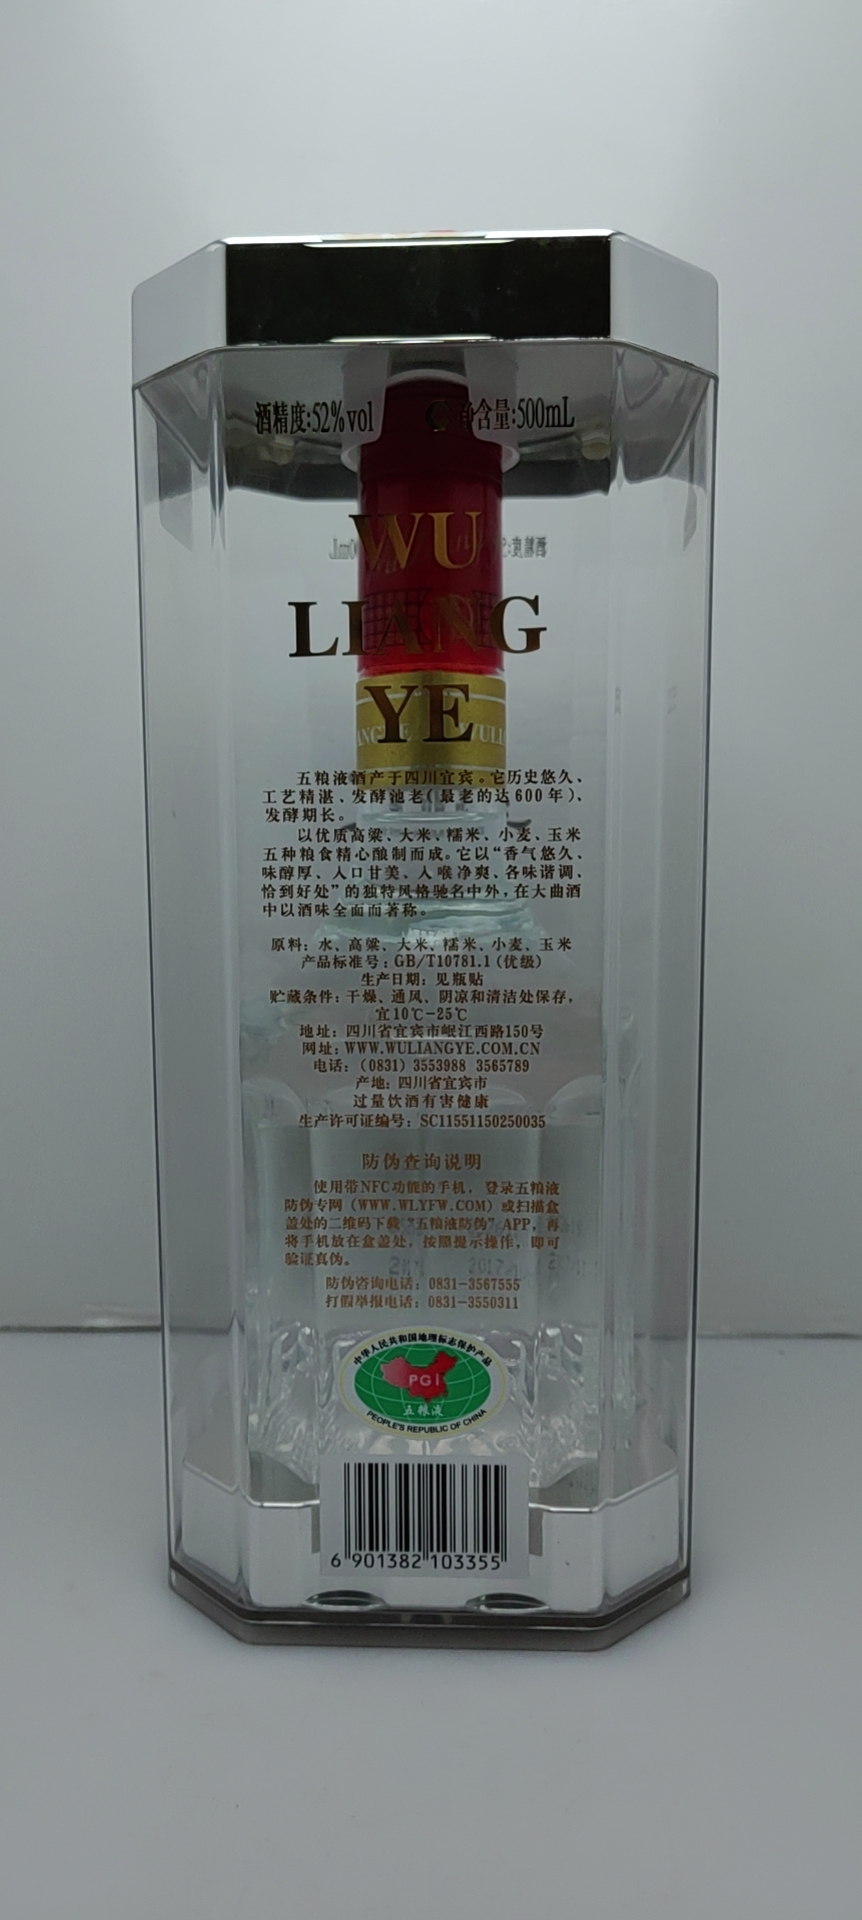 酒精度:52%vol 净含量:500mL
WU
LIANG
YE
五粮液酒产于四川宜宾。它历史悠久、
工艺精湛、发酵池老(最老的达600年)、
发酵期长。
以优质高粱、大米、糯米、小麦、玉米
五种粮食精心酿制而成。它以“香气悠久、
味醇厚、入口甘美、入喉净爽、各味谐调、
恰到好处”的独特风格驰名中外,在大曲酒
中以酒味全面而著称。
原料: 水、高粱、大米、糯米、小麦、玉米
产品标准号: GB/T10781.1(优级)
生产日期: 见瓶贴
贮藏条件: 干燥、通风、阴凉和清洁处保存,
宜10℃-25℃
地址: 四川省宜宾市岷江西路150号
网址: WWW.WULIANGYE.COM.CN
电话: (0831) 3553988 3565789
产地: 四川省宜宾市
过量饮酒有害健康
生产许可证编号: SC11551150250035
防伪查询说明
使用带NFC功能的手机, 登录五粮液
防伪专网 (WWW.WLYFW.COM) 或扫描盒
盖处的二维码下载“五粮液防伪”APP, 再
将手机放在盒盖处, 按照提示操作, 即可
验证真伪。
防伪咨询电话: 0831-3567555
打假举报电话: 0831-3550311
中华人民共和国地理标志保护产品
PGI
五粮液
PEOPLE'S REPUBLIC OF CHINA
6 901382 103355